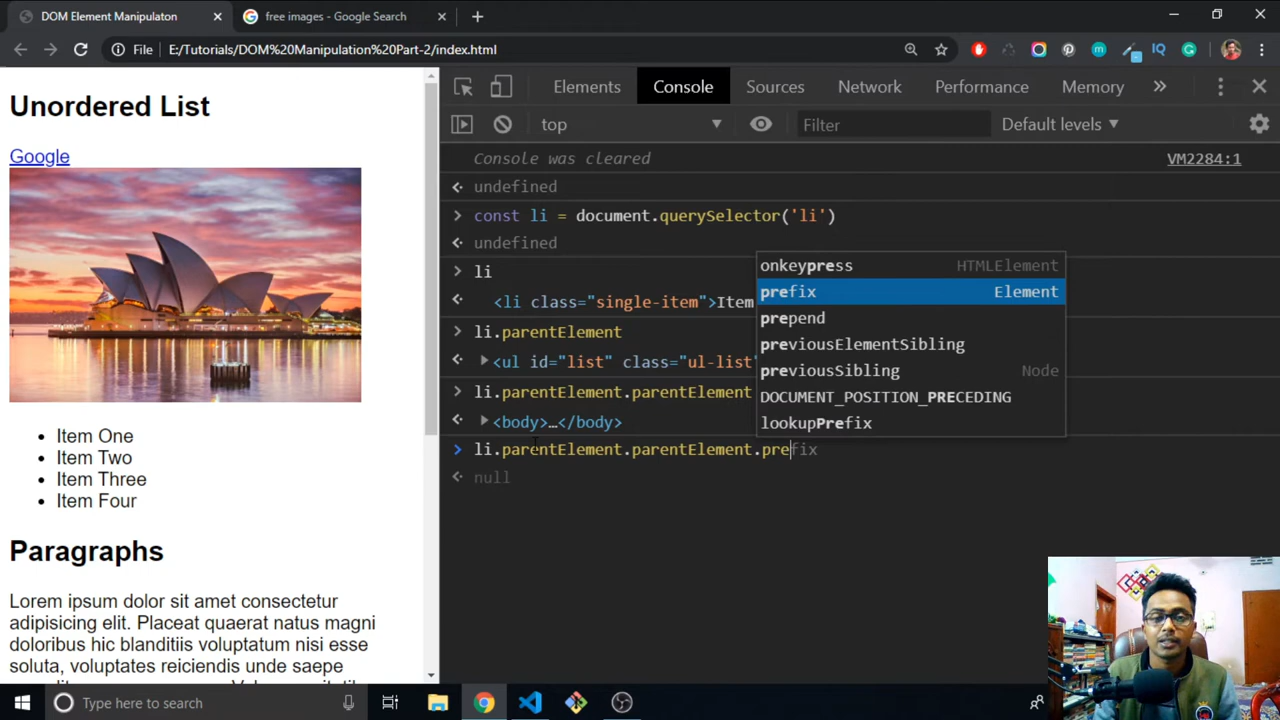 DOM Element Manipulaton
free images - Google Search
File
E:/Tutorials/DOM%20Manipulation%20Part-2/index.html
IQ
Unordered List
Google
Item One
Item Two
Item Three
Item Four
Paragraphs
Lorem ipsum dolor sit amet consectetur
adipisicing elit. Placeat quaerat natus magni
doloribus hic blanditiis voluptatum nisi esse
soluta, voluptates reiciendis unde saepe
Elements Console Sources Network Performance Memory
top Filter Default levels
Console was cleared VM2284:1
undefined
const li = document.querySelector('li')
undefined
li
<li class="single-item">Item
li.parentElement
<ul id="list" class="ul-list"
li.parentElement.parentElement
<body>…</body>
li.parentElement.parentElement.prefix
null
onkeypress HTMLElement
prefix Element
prepend
previousElementSibling
previousSibling Node
DOCUMENT_POSITION_PRECEDING
lookupPrefix
Type here to search